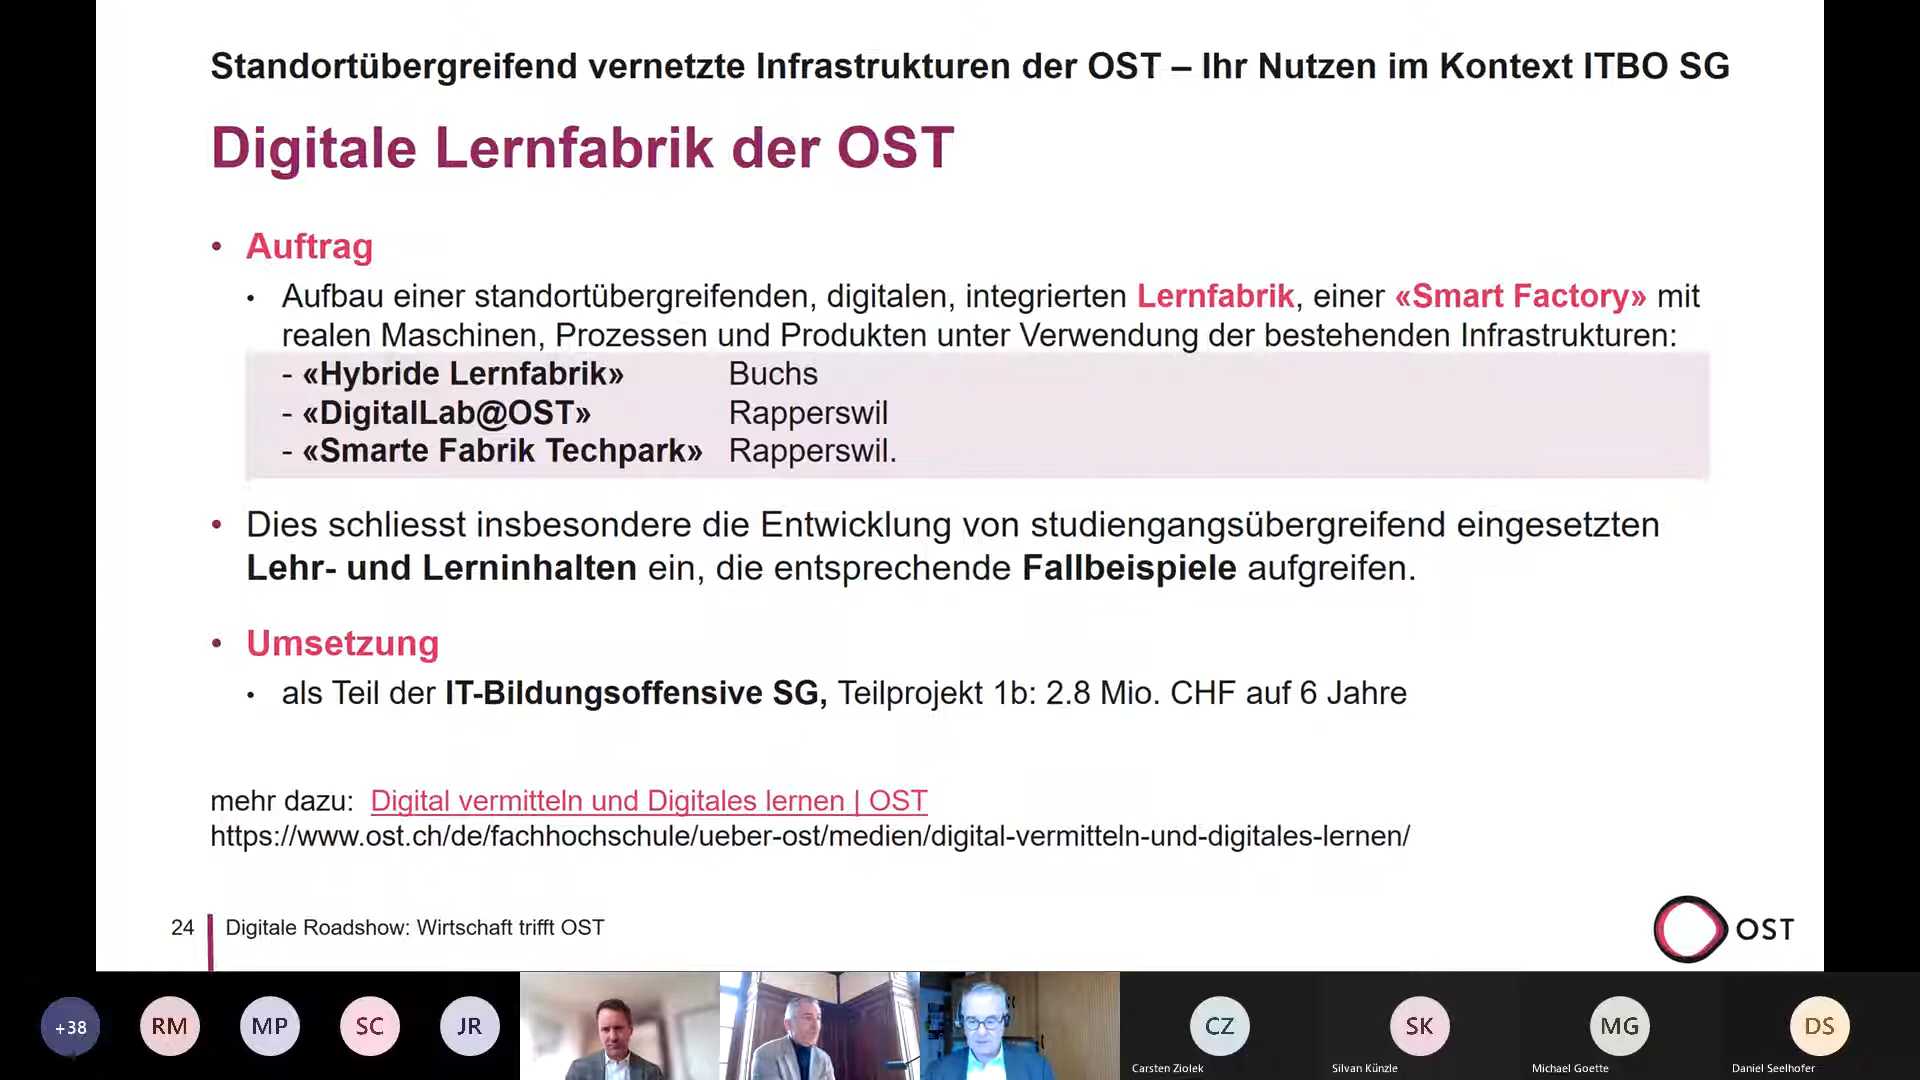 Standortübergreifend vernetzte Infrastrukturen der OST – Ihr Nutzen im Kontext ITBO SG
Digitale Lernfabrik der OST
• Auftrag
• Aufbau einer standortübergreifenden, digitalen, integrierten Lernfabrik, einer «Smart Factory» mit
realen Maschinen, Prozessen und Produkten unter Verwendung der bestehenden Infrastrukturen:
- «Hybride Lernfabrik» Buchs
- «DigitalLab@OST» Rapperswil
- «Smarte Fabrik Techpark» Rapperswil.
• Dies schliesst insbesondere die Entwicklung von studiengangsübergreifend eingesetzten
Lehr- und Lerninhalten ein, die entsprechende Fallbeispiele aufgreifen.
• Umsetzung
• als Teil der IT-Bildungsoffensive SG, Teilprojekt 1b: 2.8 Mio. CHF auf 6 Jahre
mehr dazu: Digital vermitteln und Digitales lernen | OST
https://www.ost.ch/de/fachhochschule/ueber-ost/medien/digital-vermitteln-und-digitales-lernen/
24 Digitale Roadshow: Wirtschaft trifft OST
OST
+38 RM MP SC JR CZ SK MG DS
Carsten Ziolek Silvan Künzle Michael Goette Daniel Seelhofer